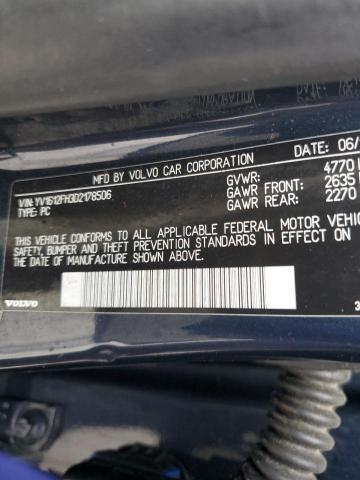 MFD. BY VOLVO CAR CORPORATION
DATE: 06/
VIN: YV1612FH3D2178506
TYPE: PC
GVWR: 4770
GAWR FRONT: 2635
GAWR REAR: 2270
THIS VEHICLE CONFORMS TO ALL APPLICABLE FEDERAL MOTOR VEHIC
SAFETY, BUMPER, AND THEFT PREVENTION STANDARDS IN EFFECT ON
DATE OF MANUFACTURE SHOWN ABOVE.
VOLVO